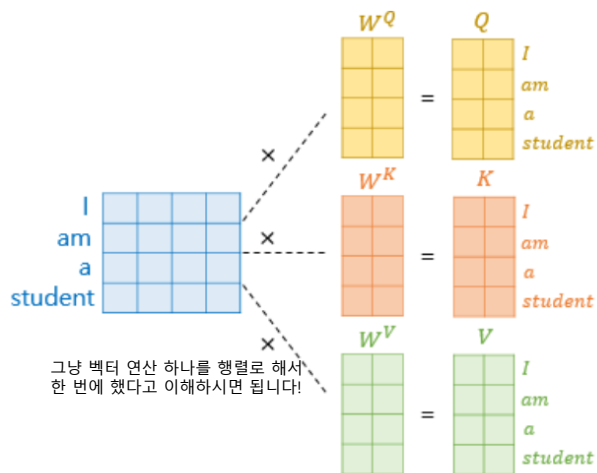 W^Q
Q
I
am
a
student
×
=
W^K
K
I
am
a
student
×
=
I
am
a
student
W^V
V
I
am
a
student
×
=
그냥 벡터 연산 하나를 행렬로 해서
한 번에 했다고 이해하시면 됩니다!